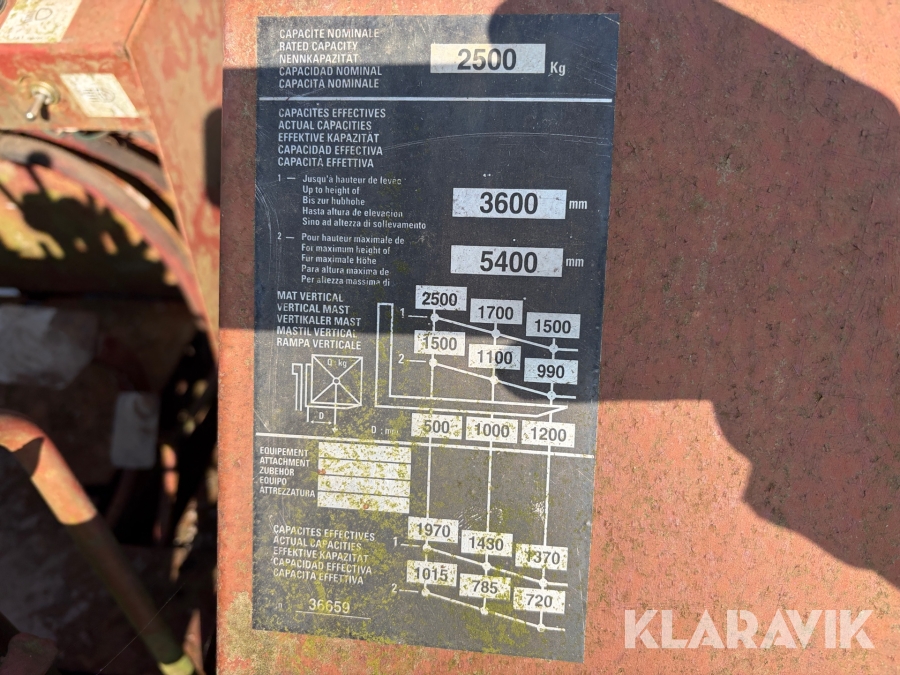 CAPACITE NOMINALE
RATED CAPACITY
NENNKAPAZITAT
CAPACIDAD NOMINAL
CAPACITA NOMINALE
2500 Kg
CAPACITES EFFECTIVES
ACTUAL CAPACITIES
EFFEKTIVE KAPAZITAT
CAPACIDAD EFFECTIVA
CAPACITÀ EFFETTIVA
1 — Jusqu'à hauteur de levée
Up to height of
Bis zur hubhohe
Hasta altura de elevacion
Sino ad altezza di sollevamento
3600 mm
2 — Pour hauteur maximale de
For maximum height of
Fur maximale Höhe
Para altura maxima de
Per altezza massima di
5400 mm
MAT VERTICAL
VERTICAL MAST
VERTIKALER MAST
MASTIL VERTICAL
RAMPA VERTICALE
1 2500 1700 1500
2 1500 1100 990
Q: kg
D
D: mm 500 1000 1200
EQUIPEMENT
ATTACHMENT
ZUBEHÖR
EQUIPO
ATTREZZATURA
CAPACITES EFFECTIVES
ACTUAL CAPACITIES
EFFEKTIVE KAPAZITAT
CAPACIDAD EFFECTIVA
CAPACITA EFFETTIVA
1 1970 1430 1370
2 1015 785 720
36659
KLARAVIK